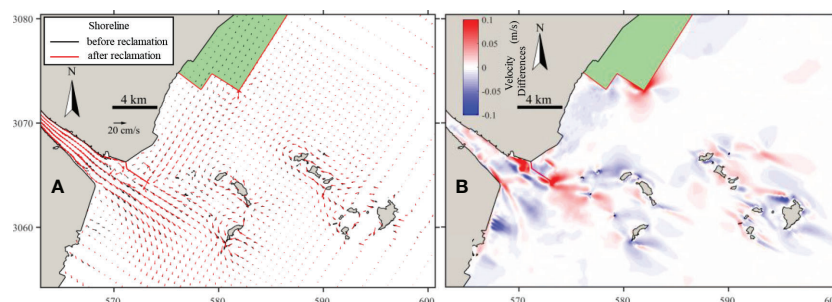 Shoreline
before reclamation
after reclamation
N
4 km
20 cm/s
A
3080
3070
3060
570
580
590
600
0.1
0.05
0
-0.05
-0.1
Velocity (m/s)
Differences
N
4 km
B
570
580
590
600